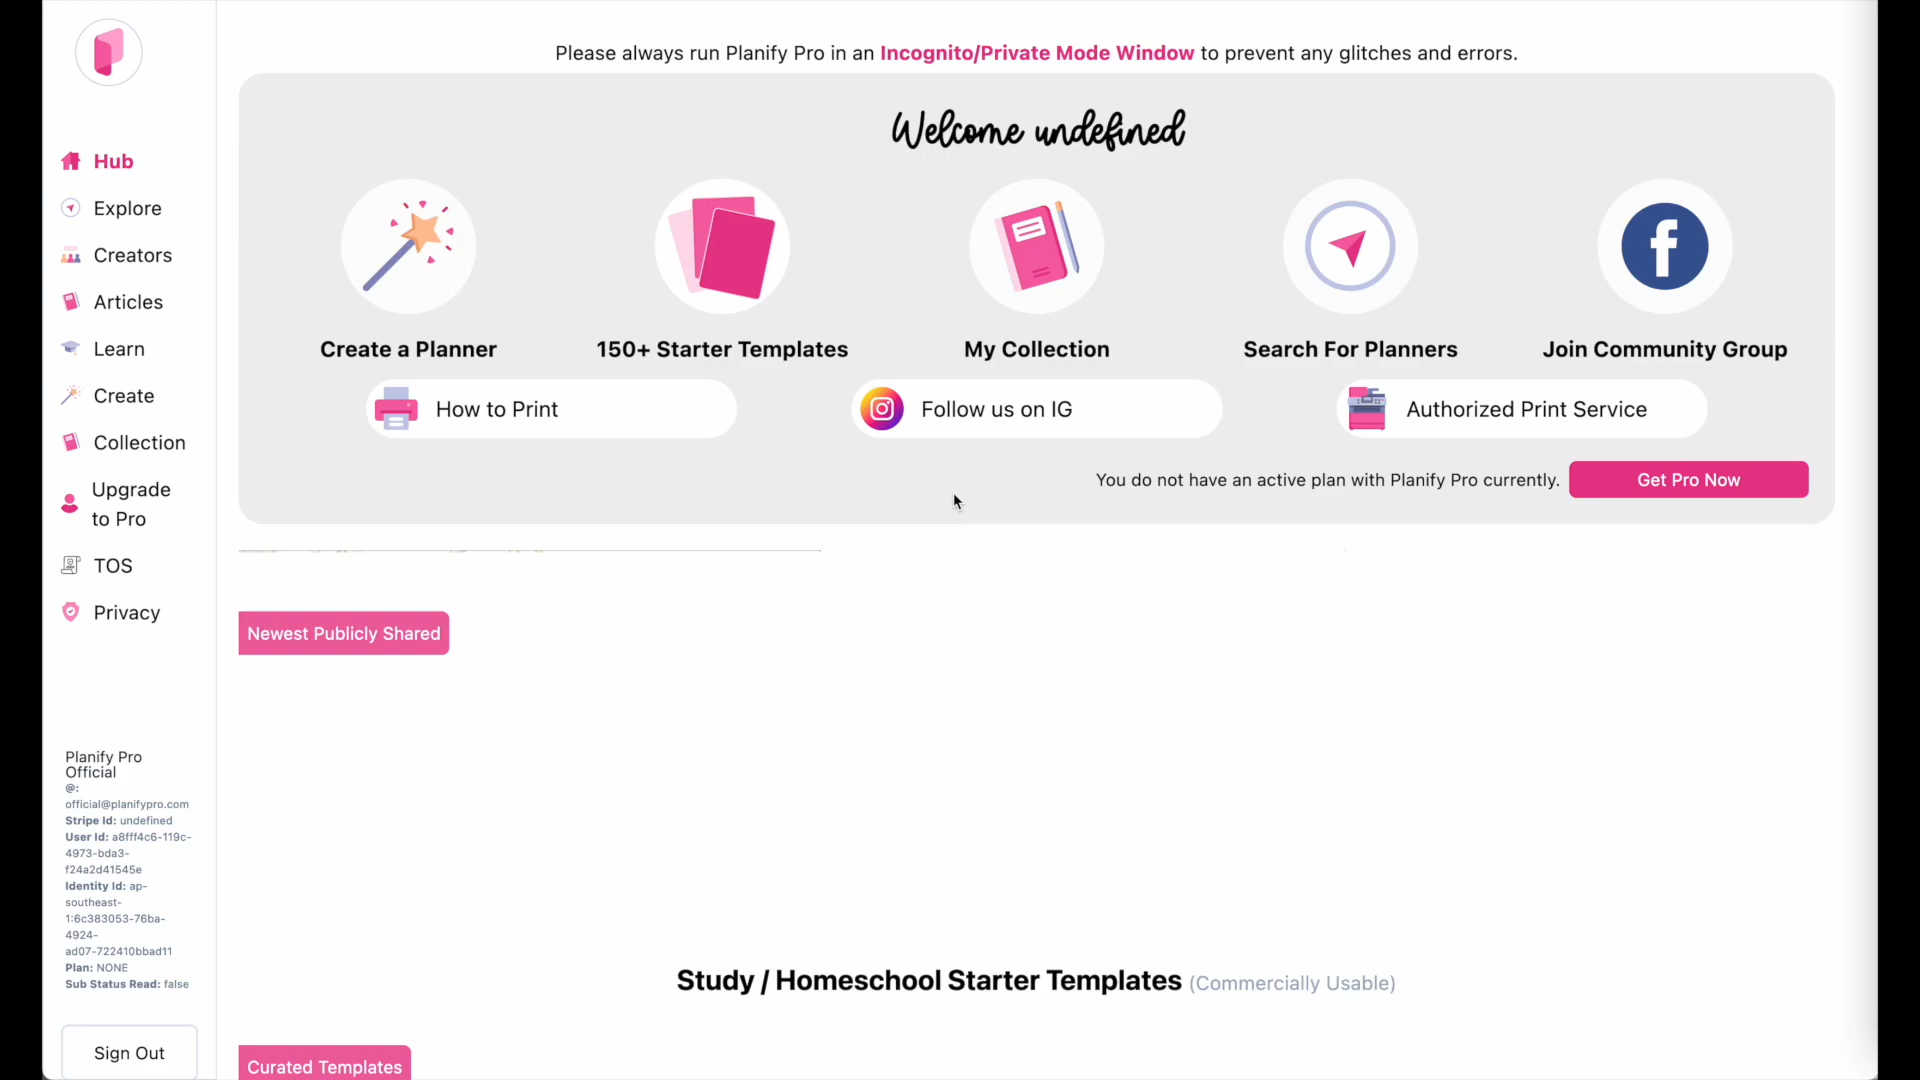 Please always run Planify Pro in an Incognito/Private Mode Window to prevent any glitches and errors.
Welcome undefined
Hub
Explore
Creators
Articles
Learn
Create
Collection
Upgrade
to Pro
TOS
Privacy
Create a Planner
150+ Starter Templates
My Collection
Search For Planners
Join Community Group
How to Print
Follow us on IG
Authorized Print Service
You do not have an active plan with Planify Pro currently.
Get Pro Now
Newest Publicly Shared
Planify Pro
Official
@:
official@planifypro.com
Stripe Id: undefined
User Id: a8fff4c6-119c-
4973-bda3-
f24a2d41545e
Identity Id: ap-
southeast-
1:6c383053-76ba-
4924-
ad07-722410bbad11
Plan: NONE
Sub Status Read: false
Sign Out
Study / Homeschool Starter Templates (Commercially Usable)
Curated Templates